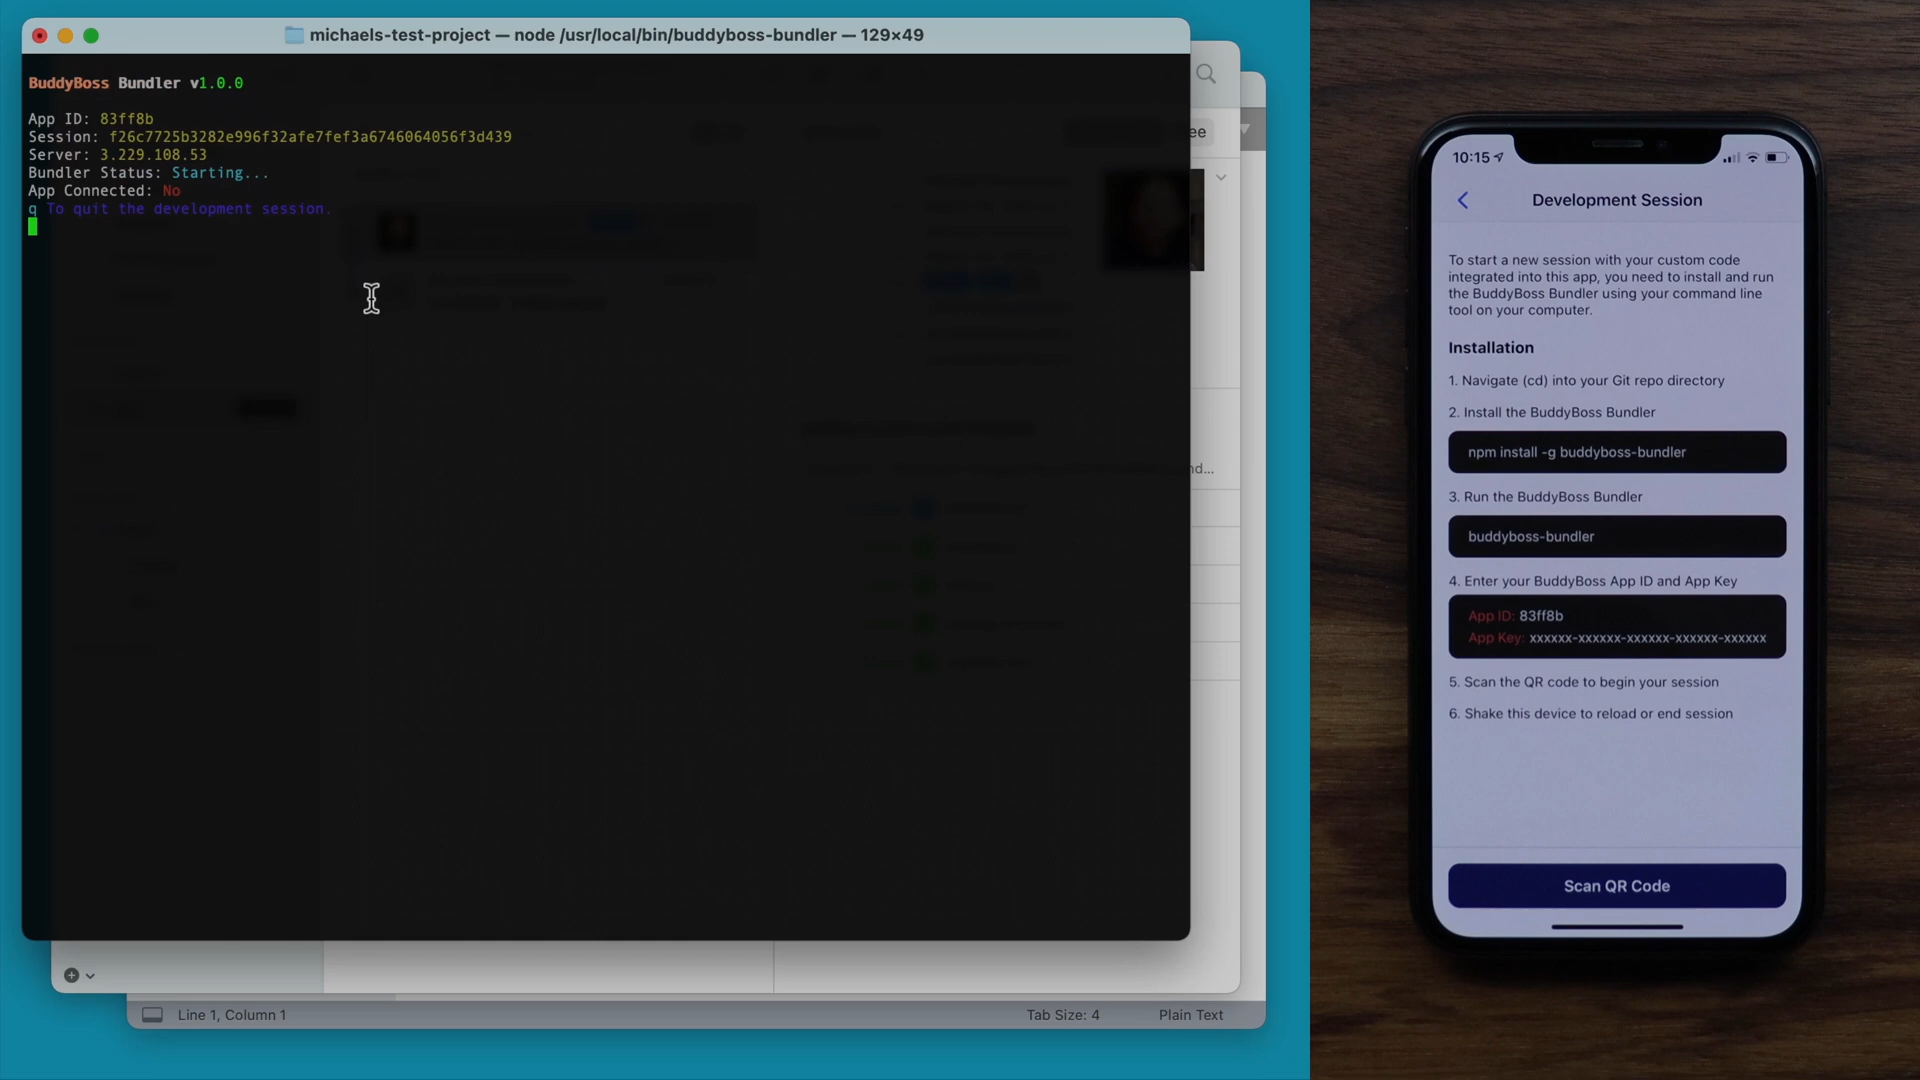 michaels-test-project — node /usr/local/bin/buddyboss-bundler — 129×49
BuddyBoss Bundler v1.0.0
App ID: 83ff8b
Session: f26c7725b3282e996f32afe7fef3a6746064056f3d439
Server: 3.229.108.53
Bundler Status: Starting...
App Connected: No
q To quit the development session.
ee
nd...
Line 1, Column 1
Tab Size: 4
Plain Text
10:15
Development Session
To start a new session with your custom code
integrated into this app, you need to install and run
the BuddyBoss Bundler using your command line
tool on your computer.
Installation
1. Navigate (cd) into your Git repo directory
2. Install the BuddyBoss Bundler
npm install -g buddyboss-bundler
3. Run the BuddyBoss Bundler
buddyboss-bundler
4. Enter your BuddyBoss App ID and App Key
App ID: 83ff8b
App Key: xxxxxx-xxxxxx-xxxxxx-xxxxxx-xxxxxx
5. Scan the QR code to begin your session
6. Shake this device to reload or end session
Scan QR Code